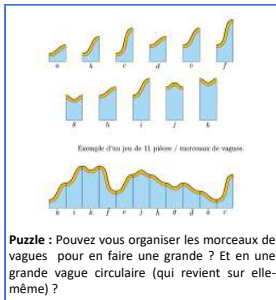 a b c d e f
g h i j k
Exemple d'un jeu de 11 pièces / morceaux de vagues.
Puzzle : Pouvez vous organiser les morceaux de
vagues pour en faire une grande ? Et en une
grande vague circulaire (qui revient sur elle-
même) ?